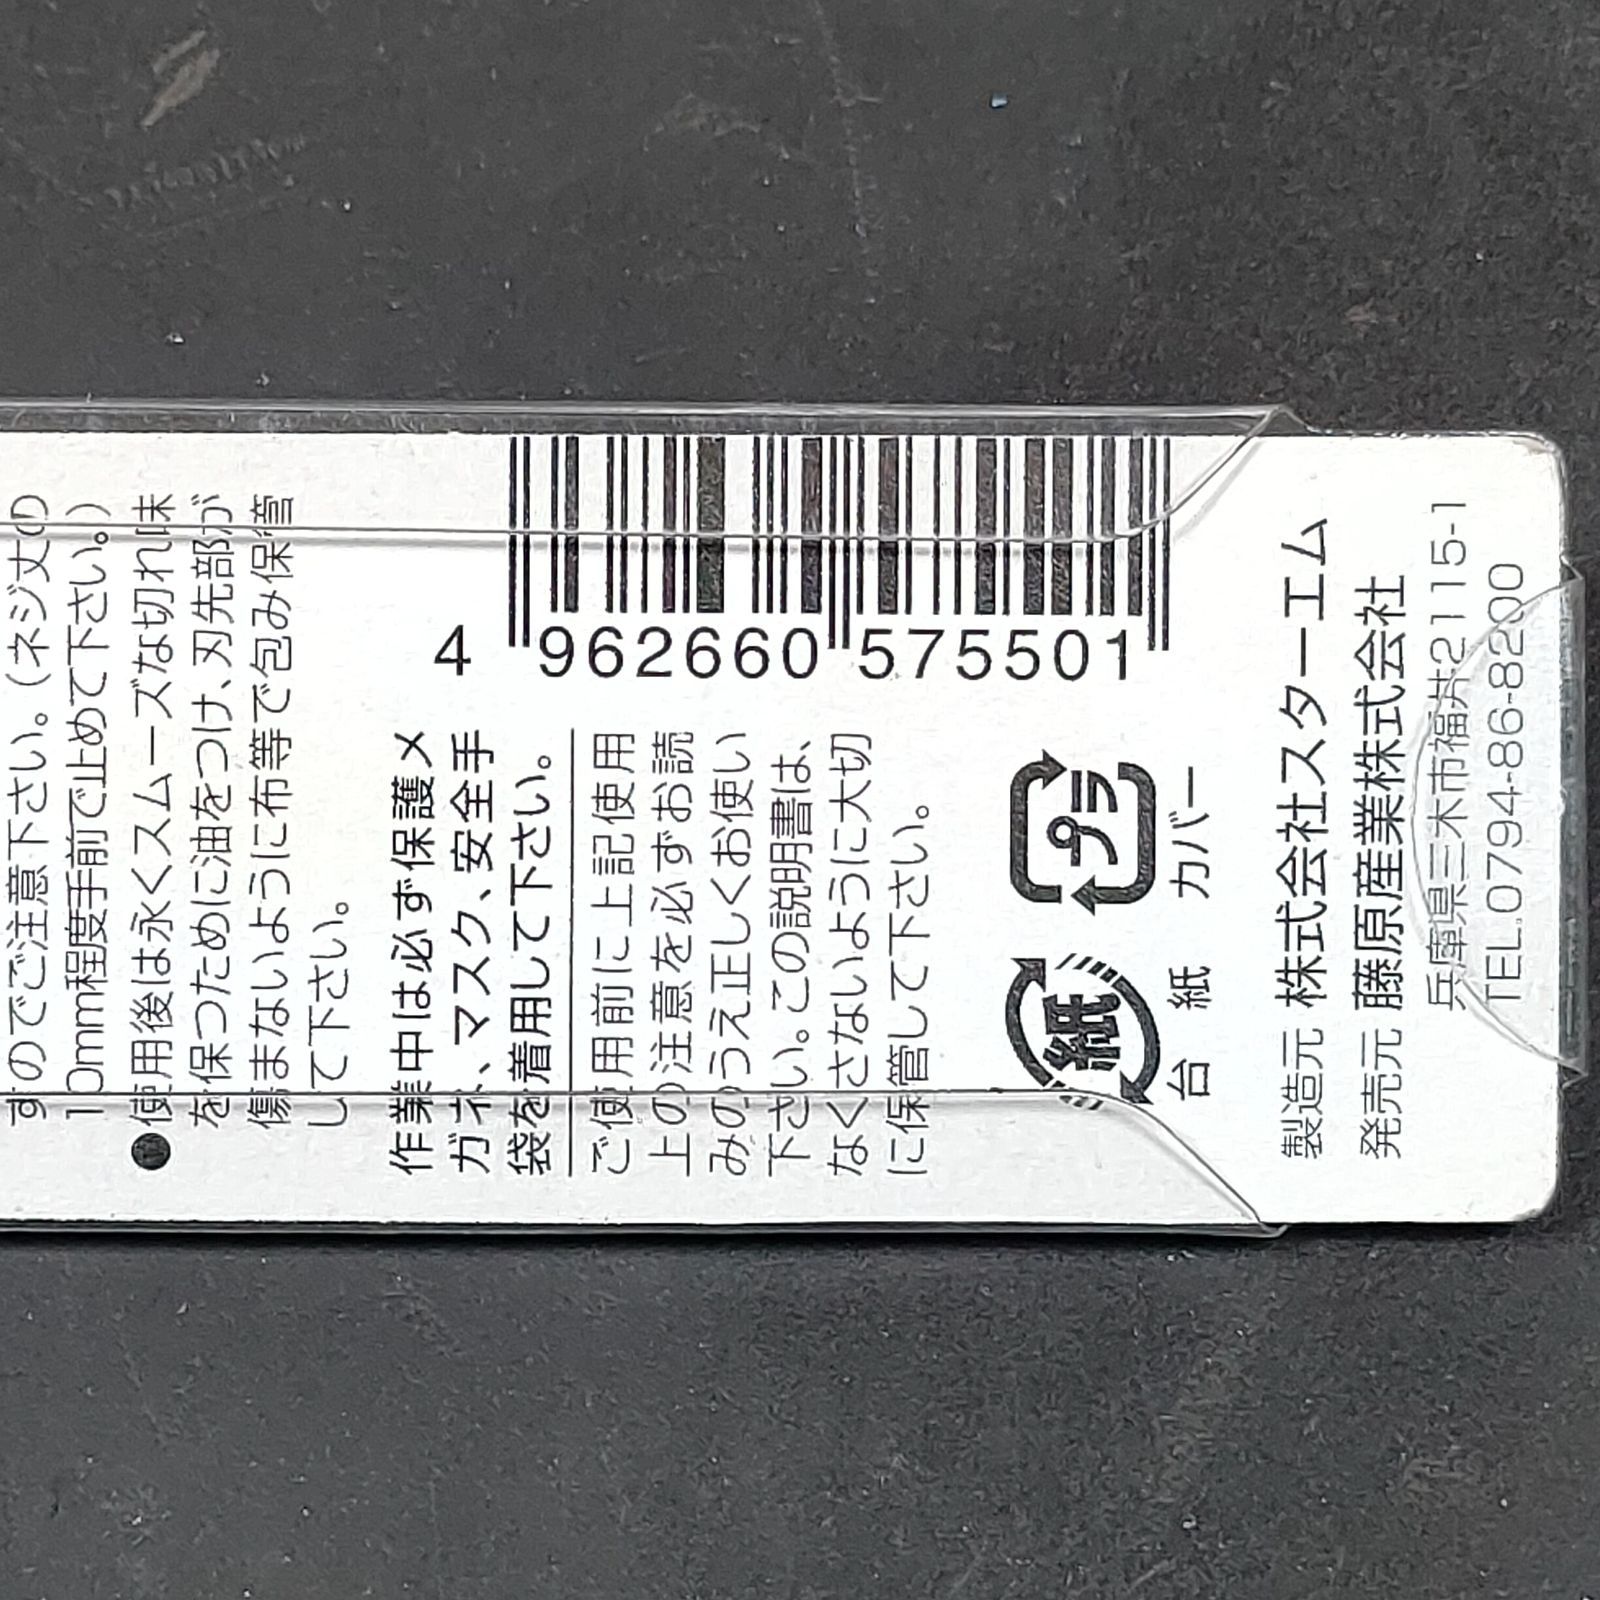 すのでご注意下さい。(ネジ丈の
10mm程度手前で止めて下さい。)
●使用後は永くスムーズな切れ味
を保つために油をつけ、刃先部が
傷まないように布等で包み保管
して下さい。
作業中は必ず保護メ
ガネ、マスク、安全手
袋を着用して下さい。
ご使用前に上記使用
上の注意を必ずお読
みのうえ正しくお使い
下さい。この説明書は、
なくさないように大切
に保管して下さい。
4 962660 575501
紙 プラ
台紙 カバー
製造元 株式会社スターエム
発売元 藤原産業株式会社
兵庫県三木市福井2115-1
TEL.0794-86-8200